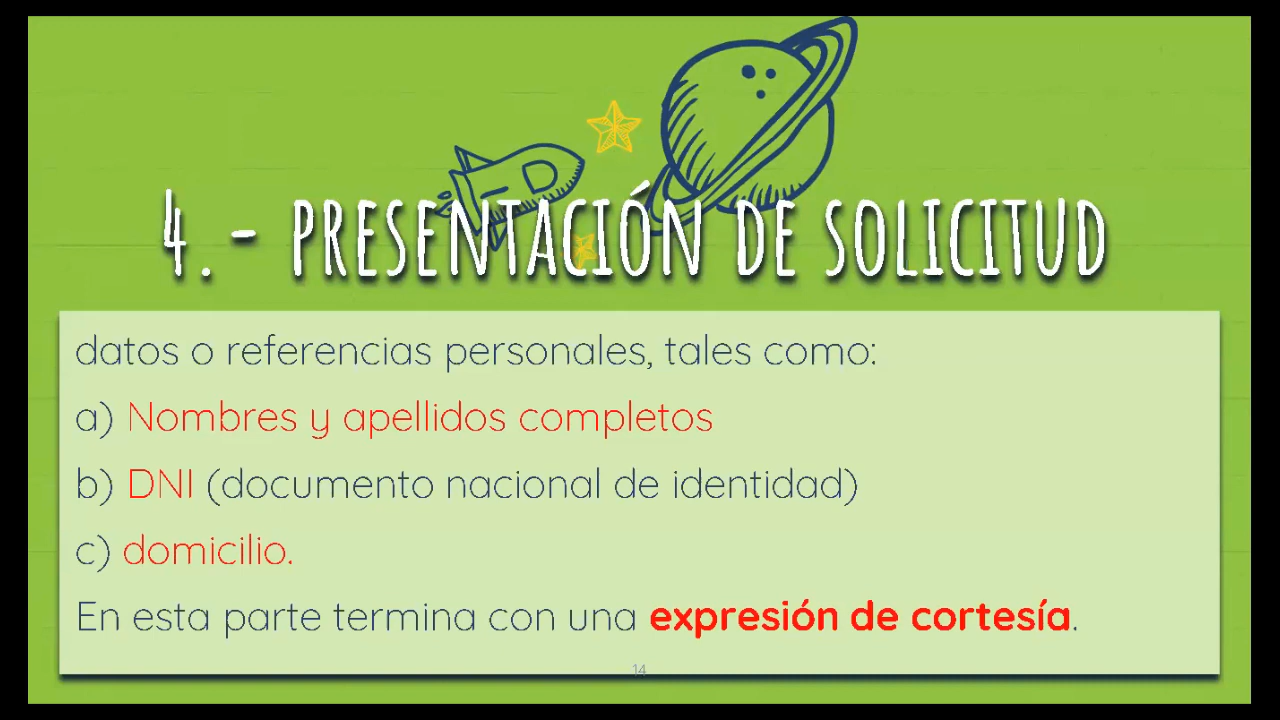 4.- PRESENTACIÓN DE SOLICITUD
datos o referencias personales, tales como:
a) Nombres y apellidos completos
b) DNI (documento nacional de identidad)
c) domicilio.
En esta parte termina con una expresión de cortesía.
14